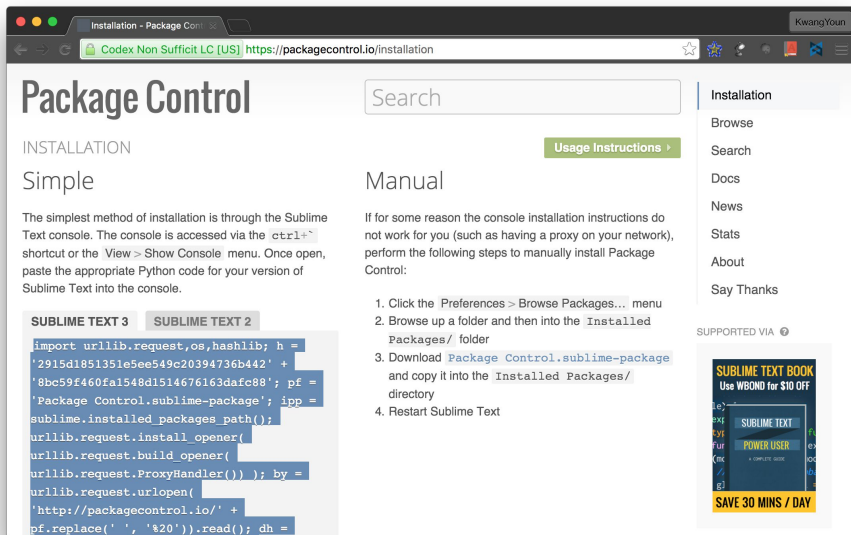 Installation - Package Cont
KwangYoun
Codex Non Sufficit LC [US] https://packagecontrol.io/installation
Package Control
Search
INSTALLATION
Usage Instructions
Simple
The simplest method of installation is through the Sublime
Text console. The console is accessed via the ctrl+`
shortcut or the View > Show Console menu. Once open,
paste the appropriate Python code for your version of
Sublime Text into the console.
SUBLIME TEXT 3 SUBLIME TEXT 2
import urllib.request,os,hashlib; h =
'2915d1851351e5ee549c20394736b442' +
'8bc59f460fa1548d1514676163dafc88'; pf =
'Package Control.sublime-package'; ipp =
sublime.installed_packages_path();
urllib.request.install_opener(
urllib.request.build_opener(
urllib.request.ProxyHandler()) ); by =
urllib.request.urlopen(
'http://packagecontrol.io/' +
pf.replace(' ', '%20')).read(); dh =
Manual
If for some reason the console installation instructions do
not work for you (such as having a proxy on your network),
perform the following steps to manually install Package
Control:
1. Click the Preferences > Browse Packages… menu
2. Browse up a folder and then into the Installed
Packages/ folder
3. Download Package Control.sublime-package
and copy it into the Installed Packages/
directory
4. Restart Sublime Text
Installation
Browse
Search
Docs
News
Stats
About
Say Thanks
SUPPORTED VIA ?
SUBLIME TEXT BOOK
Use WBOND for $10 OFF
SUBLIME TEXT
POWER USER
A COMPLETE GUIDE
SAVE 30 MINS / DAY